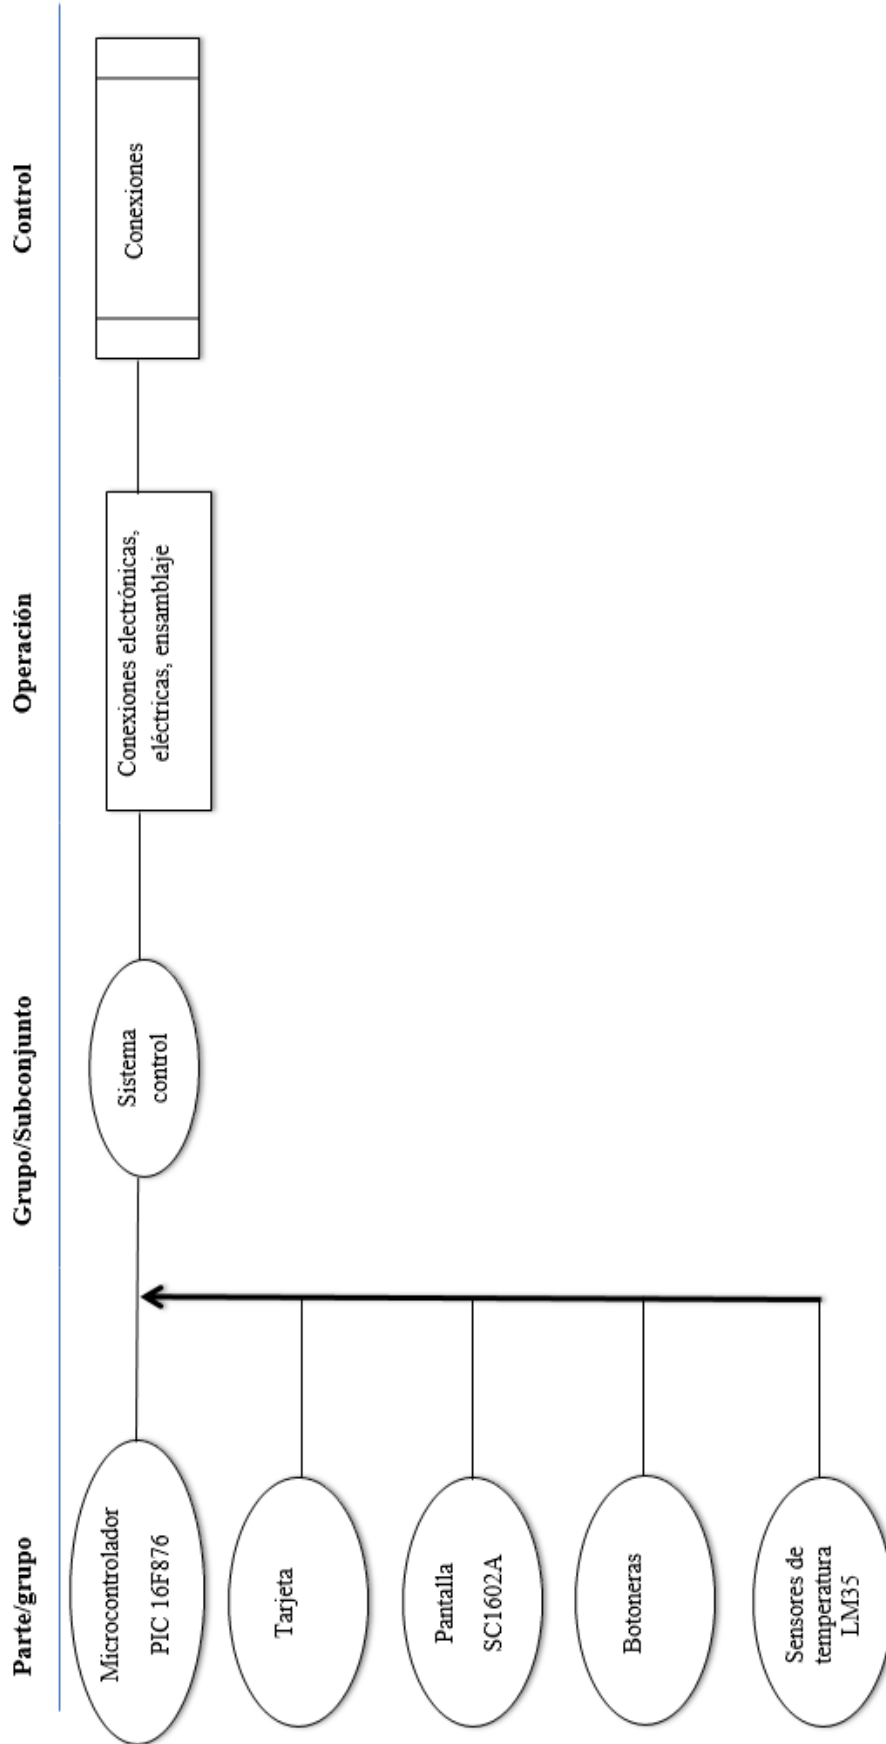 Parte/grupo
Grupo/Subconjunto
Operación
Control
Microcontrolador
PIC 16F876
Sistema
control
Conexiones electrónicas,
eléctricas, ensamblaje
Conexiones
Tarjeta
Pantalla
SC1602A
Botoneras
Sensores de
temperatura
LM35